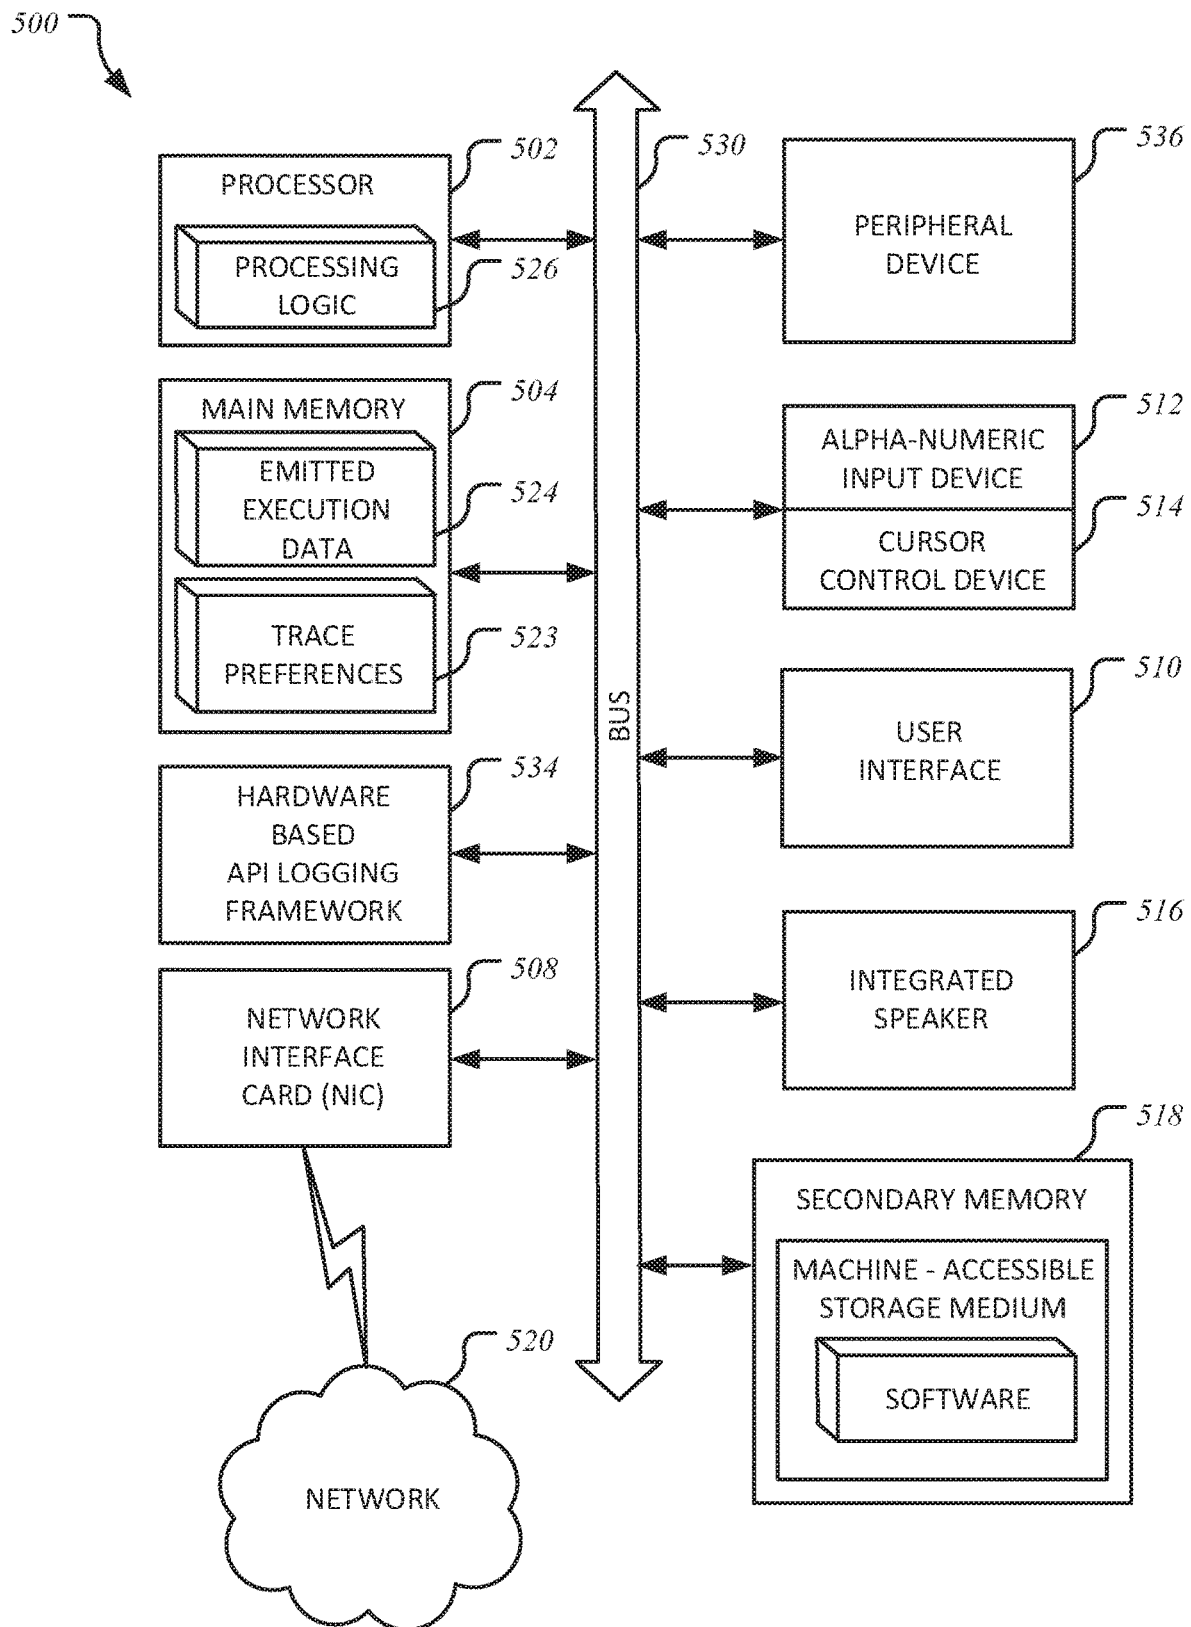 500
502
PROCESSOR
PROCESSING
LOGIC
526
504
MAIN MEMORY
EMITTED
EXECUTION
DATA
524
TRACE
PREFERENCES
523
534
HARDWARE
BASED
API LOGGING
FRAMEWORK
508
NETWORK
INTERFACE
CARD (NIC)
520
NETWORK
530
BUS
536
PERIPHERAL
DEVICE
512
ALPHA-NUMERIC
INPUT DEVICE
514
CURSOR
CONTROL DEVICE
510
USER
INTERFACE
516
INTEGRATED
SPEAKER
518
SECONDARY MEMORY
MACHINE - ACCESSIBLE
STORAGE MEDIUM
SOFTWARE